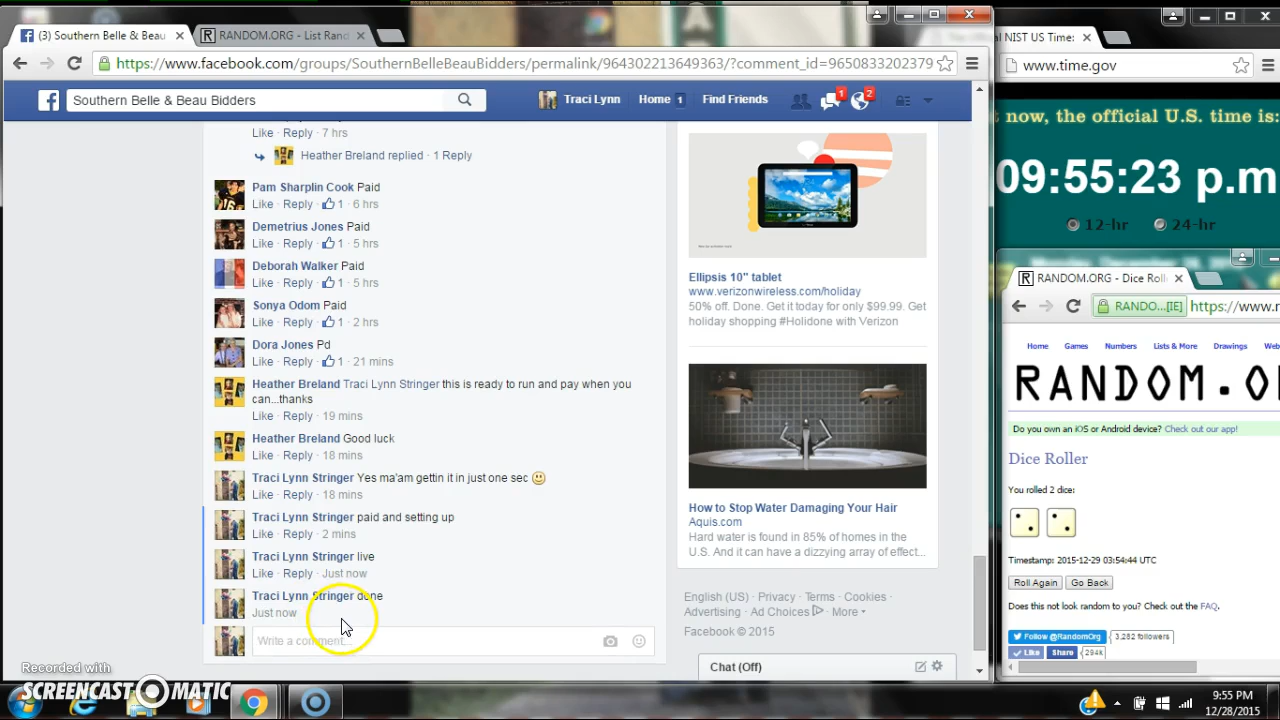 (3) Southern Belle & Beau
RANDOM.ORG - List Rand
https://www.facebook.com/groups/SouthernBelleBeauBidders/permalink/964302213649363/?comment_id=9650833202379
Southern Belle & Beau Bidders
Traci Lynn
Home 1
Find Friends
1
2
Like · Reply · 7 hrs
Heather Breland replied · 1 Reply
Pam Sharplin Cook Paid
Like · Reply · 1 · 6 hrs
Demetrius Jones Paid
Like · Reply · 1 · 5 hrs
Deborah Walker Paid
Like · Reply · 1 · 5 hrs
Sonya Odom Paid
Like · Reply · 1 · 2 hrs
Dora Jones Pd
Like · Reply · 1 · 21 mins
Heather Breland Traci Lynn Stringer this is ready to run and pay when you
can...thanks
Like · Reply · 19 mins
Heather Breland Good luck
Like · Reply · 18 mins
Traci Lynn Stringer Yes ma'am gettin it in just one sec
Like · Reply · 18 mins
Traci Lynn Stringer paid and setting up
Like · Reply · 2 mins
Traci Lynn Stringer live
Like · Reply · Just now
Traci Lynn Stringer done
Just now
Write a comment...
Ellipsis 10" tablet
www.verizonwireless.com/holiday
50% off. Done. Get it today for only $99.99. Get
holiday shopping #Holidone with Verizon
How to Stop Water Damaging Your Hair
Aquis.com
Hard water is found in 85% of homes in the
U.S. And it can have a dizzying array of effect...
English (US) · Privacy · Terms · Cookies ·
Advertising · Ad Choices · More
Facebook © 2015
Chat (Off)
NIST US Time:
www.time.gov
t now, the official U.S. time is:
09:55:23 p.m
12-hr
24-hr
RANDOM.ORG - Dice Roll
RANDO...[IE]
https://www.r
Home
Games
Numbers
Lists & More
Drawings
Web
RANDOM.O
Do you own an iOS or Android device? Check out our app!
Dice Roller
You rolled 2 dice:
Timestamp: 2015-12-29 03:54:44 UTC
Roll Again
Go Back
Does this not look random to you? Check out the FAQ.
Follow @RandomOrg
3,282 followers
Like
Share
294k
Recorded with
SCREENCAST-O-MATIC
9:55 PM
12/28/2015